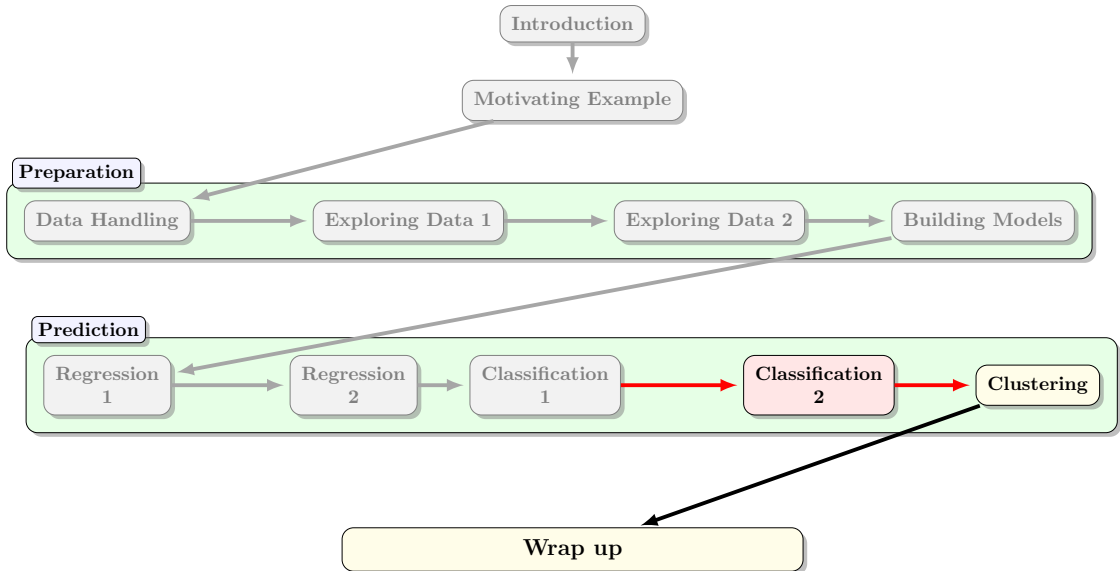 Introduction
Motivating Example
Preparation
Data Handling
Exploring Data 1
Exploring Data 2
Building Models
Prediction
Regression
1
Regression
2
Classification
1
Classification
2
Clustering
Wrap up